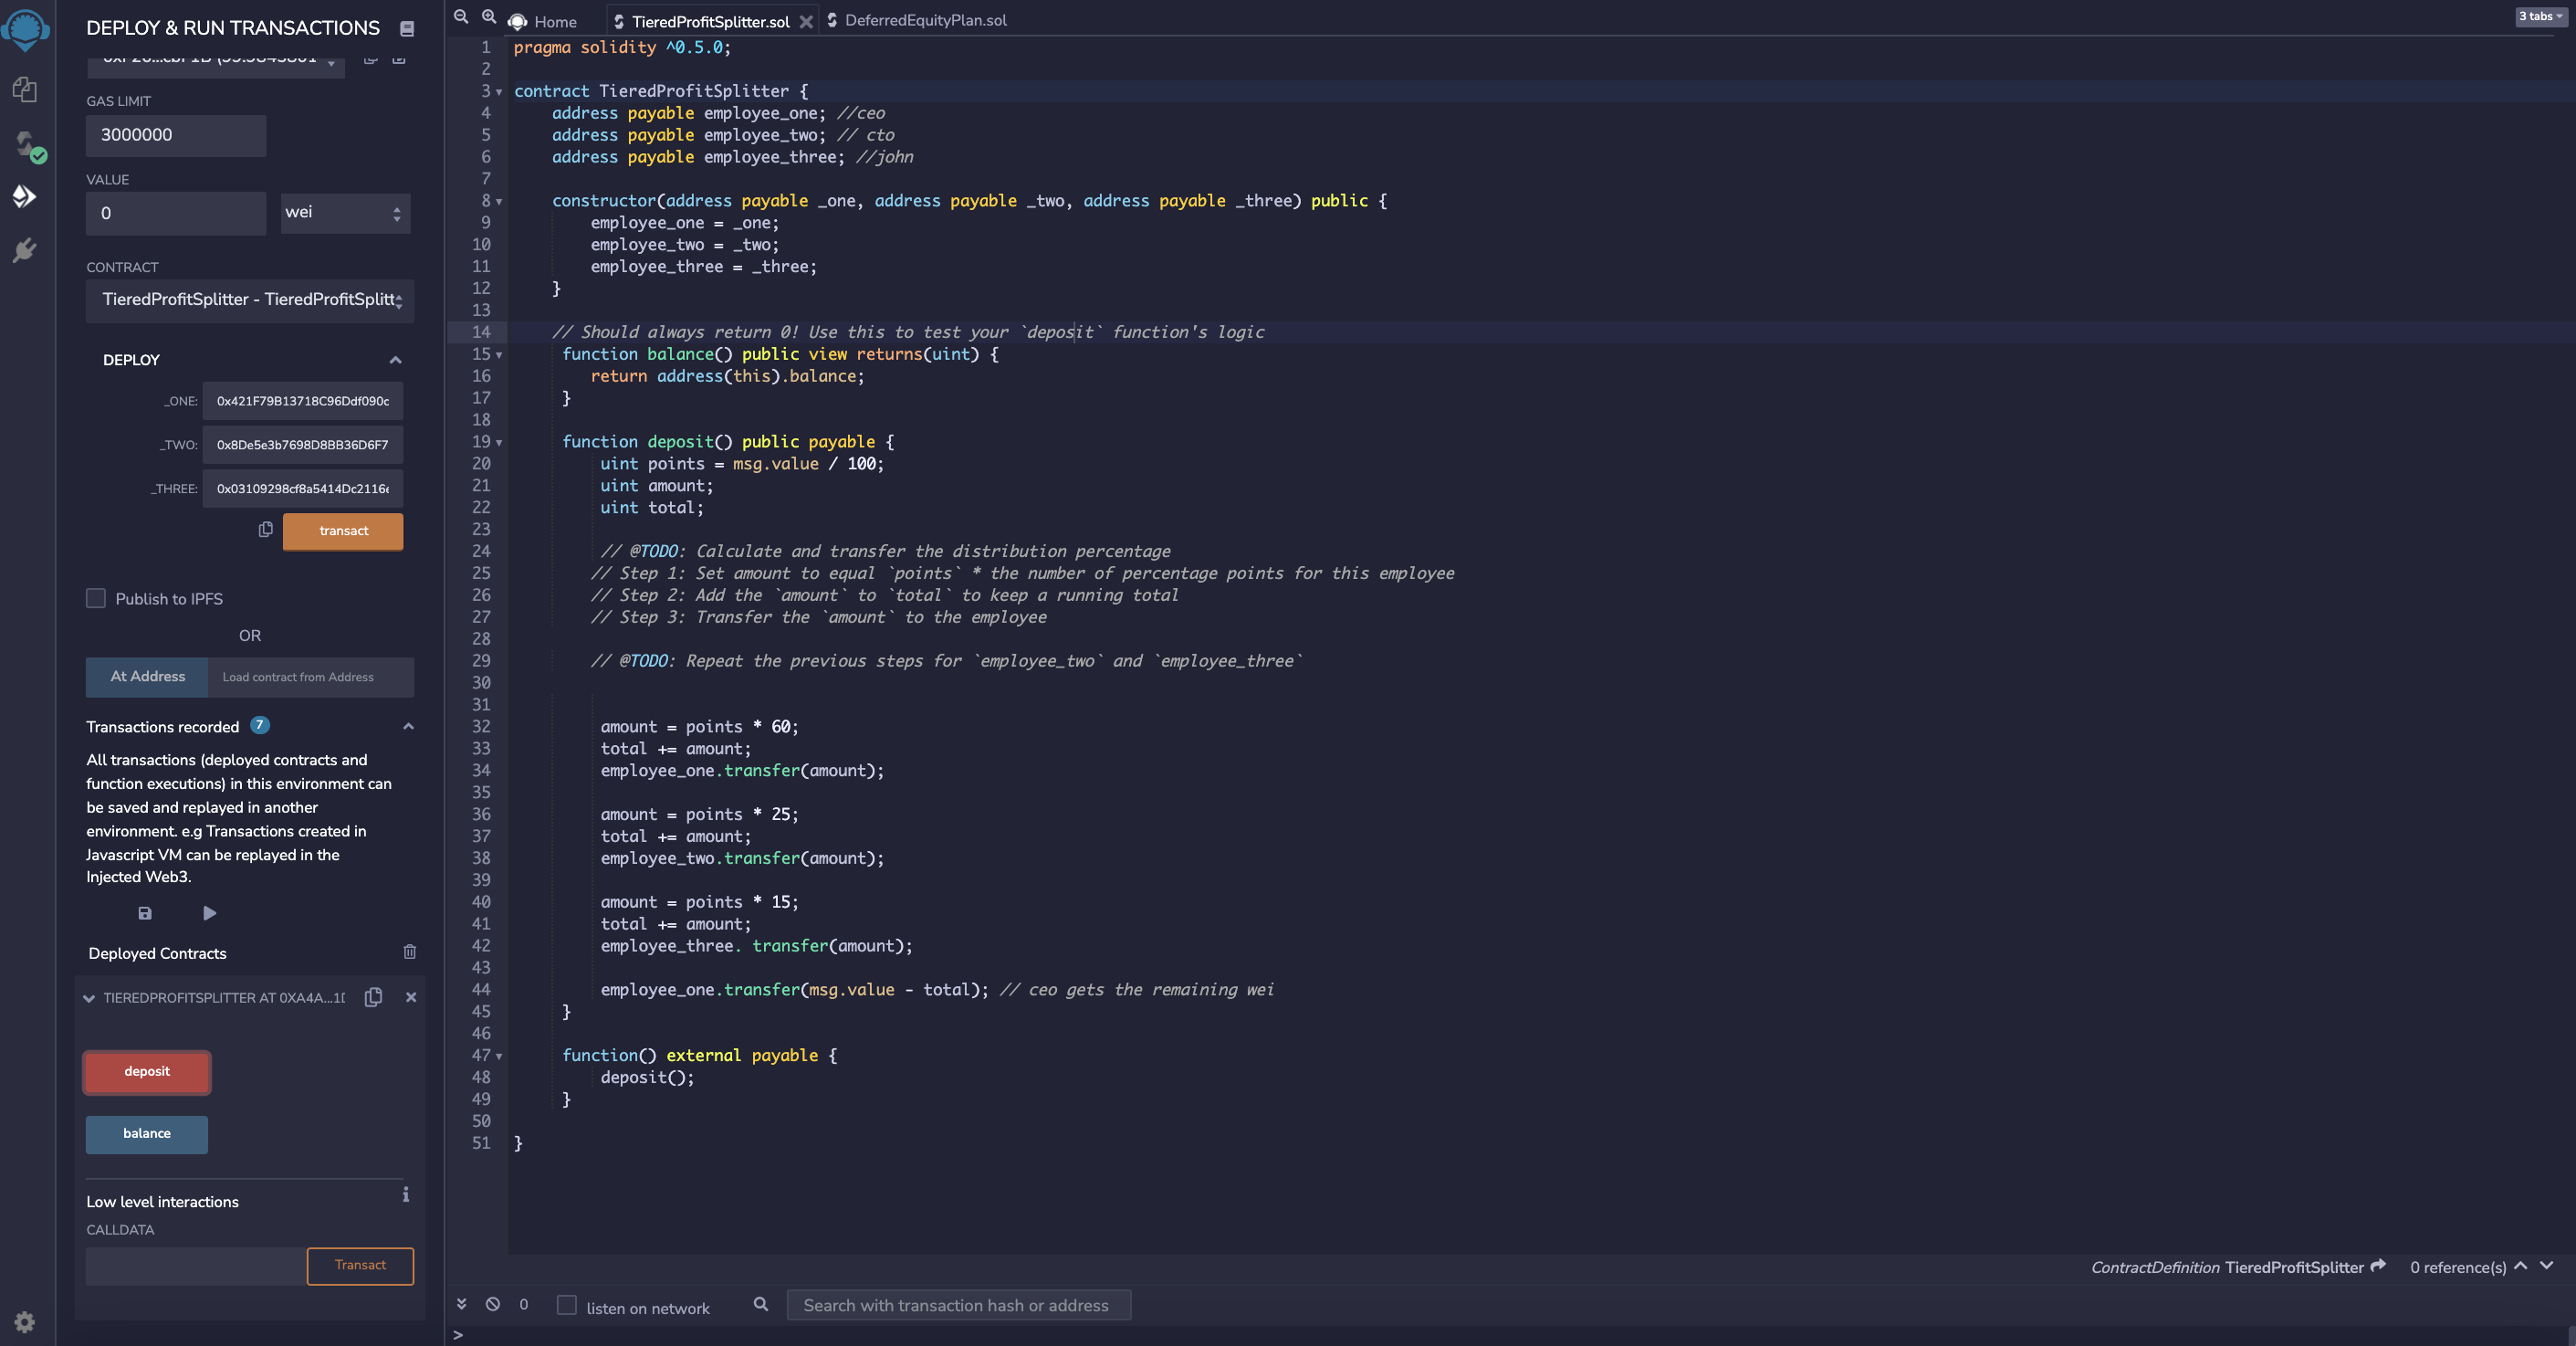 DEPLOY & RUN TRANSACTIONS
GAS LIMIT
3000000
VALUE
0
wei
CONTRACT
TieredProfitSplitter - TieredProfitSplitt
DEPLOY
_ONE: 0x421F79B13718C96Ddf090c
_TWO: 0x8De5e3b7698D8BB36D6F7
_THREE: 0x03109298cf8a5414Dc2116e
transact
Publish to IPFS
OR
At Address Load contract from Address
Transactions recorded 7
All transactions (deployed contracts and
function executions) in this environment can
be saved and replayed in another
environment. e.g Transactions created in
Javascript VM can be replayed in the
Injected Web3.
Deployed Contracts
TIEREDPROFITSPLITTER AT 0XA4A...1D
deposit
balance
Low level interactions
CALLDATA
Transact
Home
TieredProfitSplitter.sol
DeferredEquityPlan.sol
3 tabs
1 pragma solidity ^0.5.0;
2
3 contract TieredProfitSplitter {
4 address payable employee_one; //ceo
5 address payable employee_two; // cto
6 address payable employee_three; //john
7
8 constructor(address payable _one, address payable _two, address payable _three) public {
9 employee_one = _one;
10 employee_two = _two;
11 employee_three = _three;
12 }
13
14 // Should always return 0! Use this to test your `deposit` function's logic
15 function balance() public view returns(uint) {
16 return address(this).balance;
17 }
18
19 function deposit() public payable {
20 uint points = msg.value / 100;
21 uint amount;
22 uint total;
23
24 // @TODO: Calculate and transfer the distribution percentage
25 // Step 1: Set amount to equal `points` * the number of percentage points for this employee
26 // Step 2: Add the `amount` to `total` to keep a running total
27 // Step 3: Transfer the `amount` to the employee
28
29 // @TODO: Repeat the previous steps for `employee_two` and `employee_three`
30
31
32 amount = points * 60;
33 total += amount;
34 employee_one.transfer(amount);
35
36 amount = points * 25;
37 total += amount;
38 employee_two.transfer(amount);
39
40 amount = points * 15;
41 total += amount;
42 employee_three. transfer(amount);
43
44 employee_one.transfer(msg.value - total); // ceo gets the remaining wei
45 }
46
47 function() external payable {
48 deposit();
49 }
50
51 }
ContractDefinition TieredProfitSplitter 0 reference(s)
0 listen on network Search with transaction hash or address
>